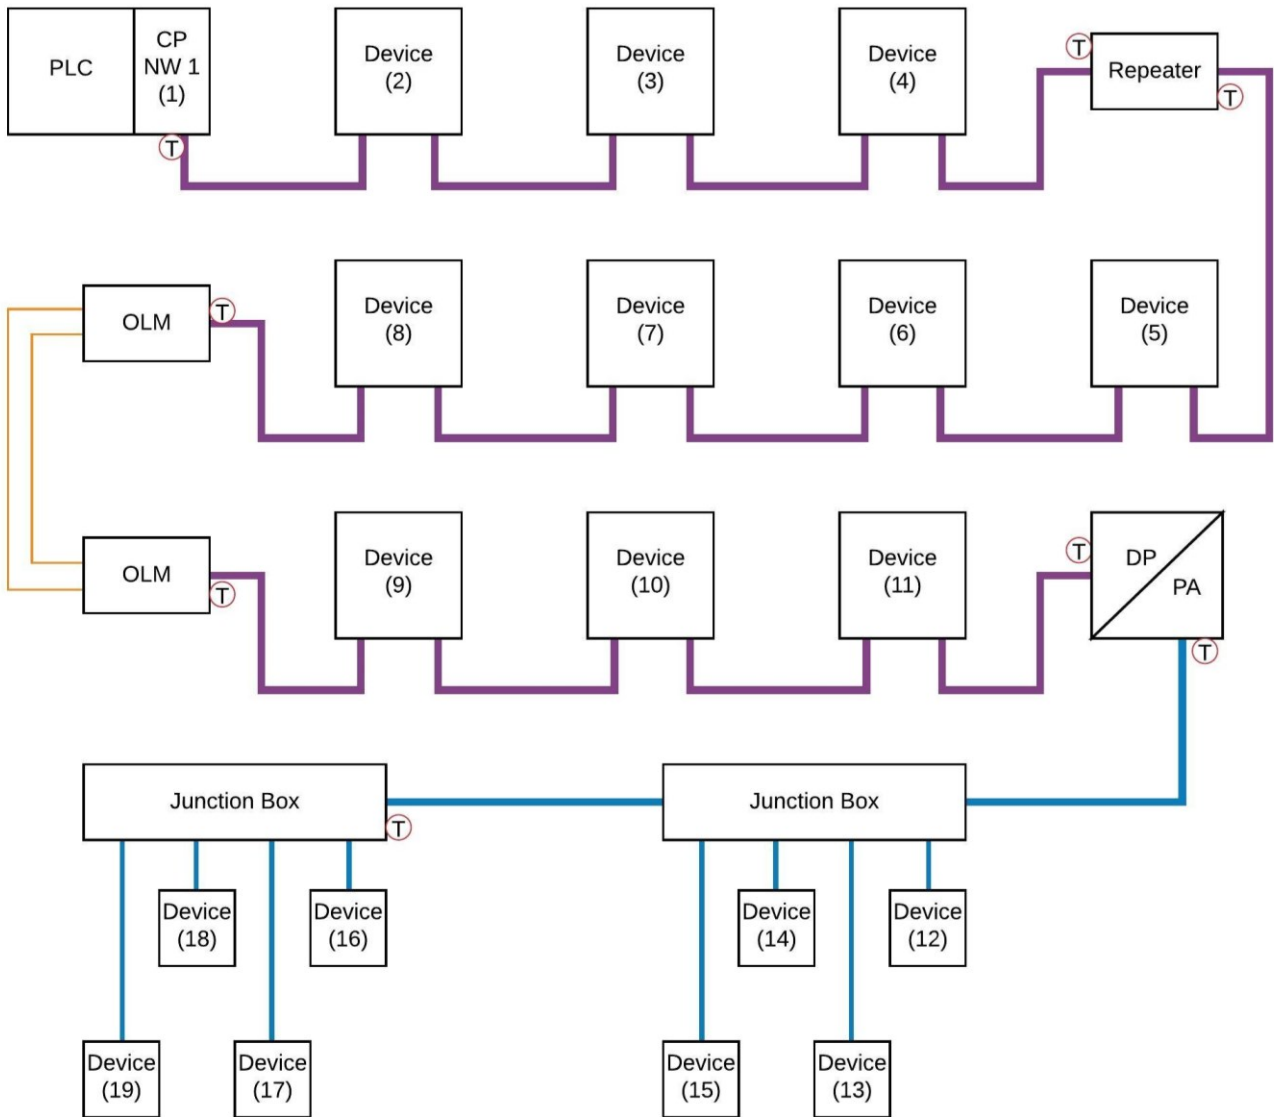 PLC
CP
NW 1
(1)
T
Device
(2)
Device
(3)
Device
(4)
T
Repeater
T
OLM
T
Device
(8)
Device
(7)
Device
(6)
Device
(5)
OLM
T
Device
(9)
Device
(10)
Device
(11)
T
DP
PA
T
Junction Box
T
Junction Box
Device
(18)
Device
(16)
Device
(14)
Device
(12)
Device
(19)
Device
(17)
Device
(15)
Device
(13)